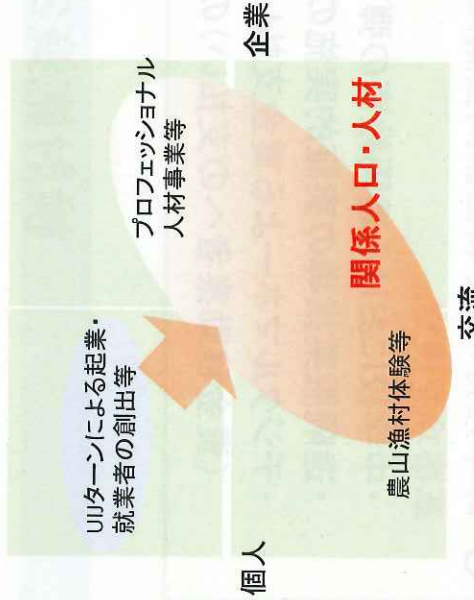 UIJターンによる起業・
就業者の創出等
プロフェッショナル
人材事業等
個人
企業
関係人口・人材
農山漁村体験等
交流